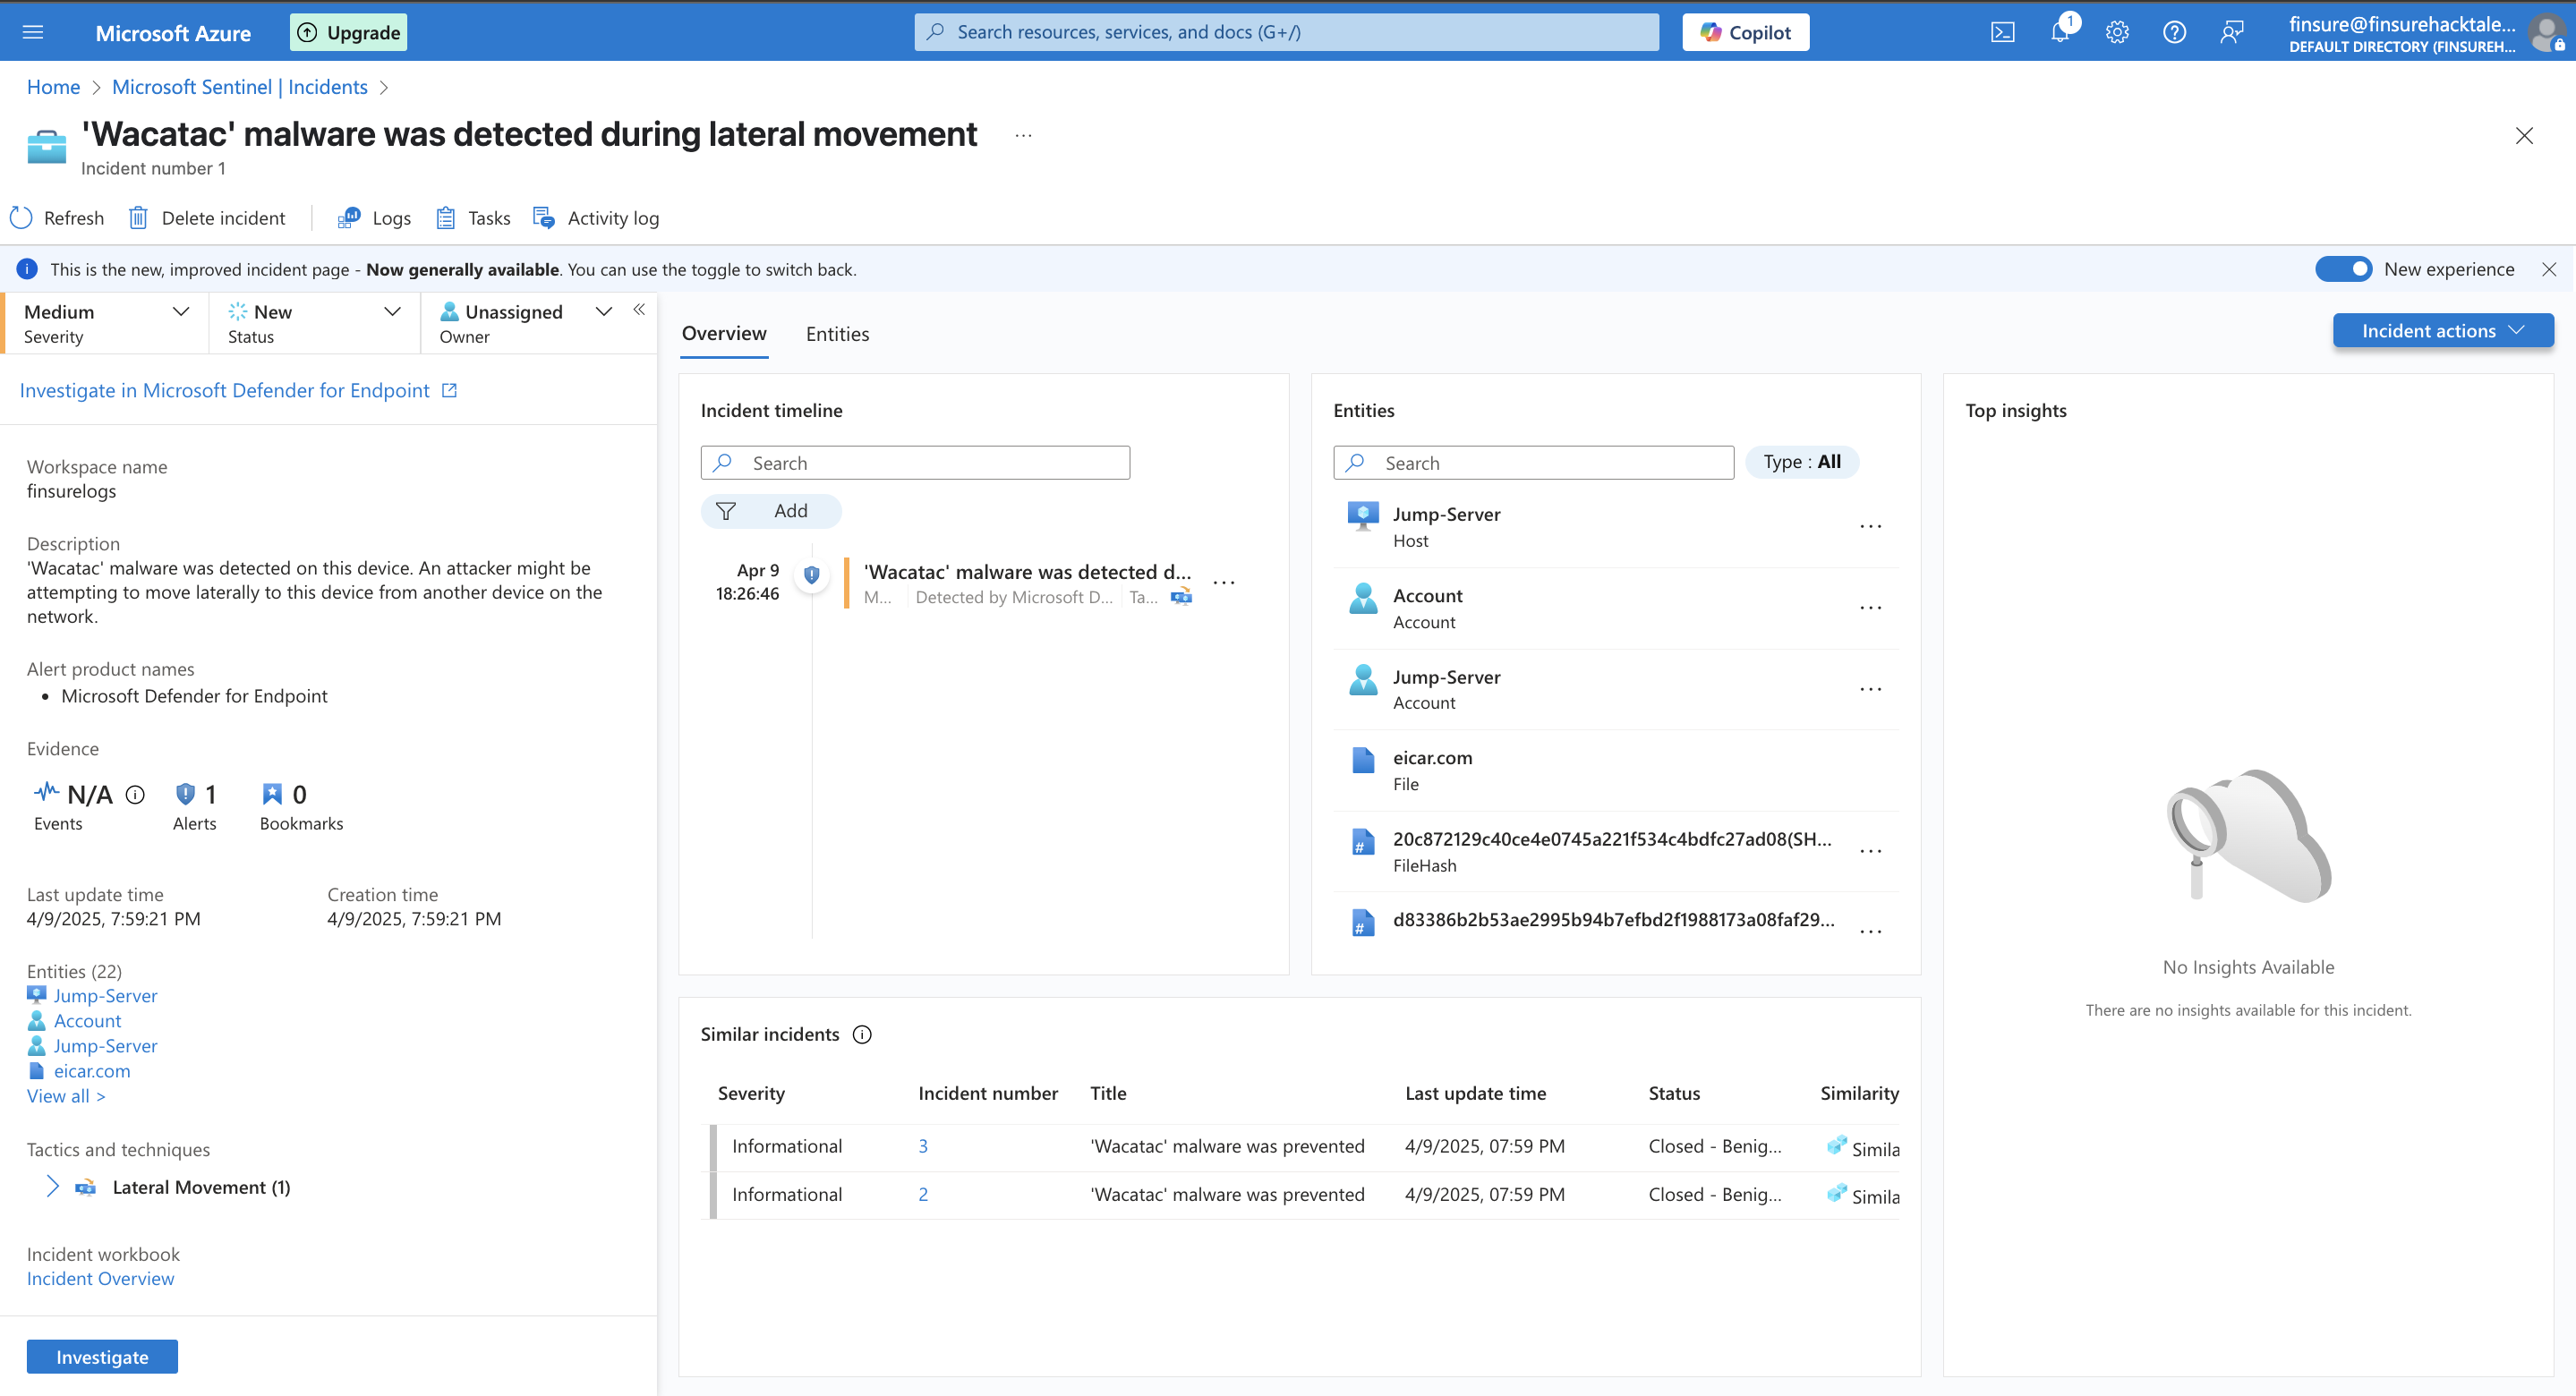 Microsoft Azure
Upgrade
Search resources, services, and docs (G+/)
Copilot
1
finsure@finsurehacktale...
DEFAULT DIRECTORY (FINSUREH...
Home > Microsoft Sentinel | Incidents >
'Wacatac' malware was detected during lateral movement ...
Incident number 1
Refresh Delete incident Logs Tasks Activity log
This is the new, improved incident page - Now generally available. You can use the toggle to switch back.
New experience
Medium
Severity
New
Status
Unassigned
Owner
Investigate in Microsoft Defender for Endpoint
Workspace name
finsurelogs
Description
'Wacatac' malware was detected on this device. An attacker might be
attempting to move laterally to this device from another device on the
network.
Alert product names
• Microsoft Defender for Endpoint
Evidence
N/A 1 0
Events Alerts Bookmarks
Last update time Creation time
4/9/2025, 7:59:21 PM 4/9/2025, 7:59:21 PM
Entities (22)
Jump-Server
Account
Jump-Server
eicar.com
View all >
Tactics and techniques
Lateral Movement (1)
Incident workbook
Incident Overview
Investigate
Overview Entities
Incident actions
Incident timeline
Search
Add
Apr 9
18:26:46
'Wacatac' malware was detected d...
M... Detected by Microsoft D... Ta...
Entities
Search
Type : All
Jump-Server
Host
Account
Account
Jump-Server
Account
eicar.com
File
20c872129c40ce4e0745a221f534c4bdfc27ad08(SH...
FileHash
d83386b2b53ae2995b94b7efbd2f1988173a08faf29...
Top insights
No Insights Available
There are no insights available for this incident.
Similar incidents
Severity Incident number Title Last update time Status Similarity
Informational 3 'Wacatac' malware was prevented 4/9/2025, 07:59 PM Closed - Benig... Simila
Informational 2 'Wacatac' malware was prevented 4/9/2025, 07:59 PM Closed - Benig... Simila